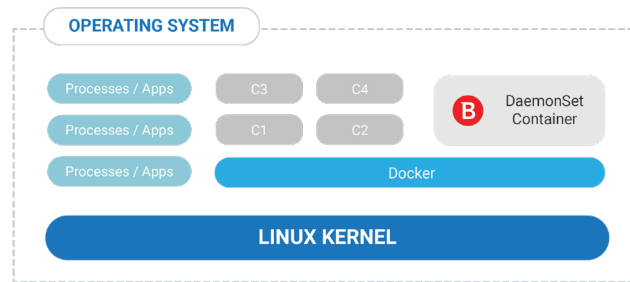 OPERATING SYSTEM
Processes / Apps
C3
C4
B
DaemonSet
Container
Processes / Apps
C1
C2
Processes / Apps
Docker
LINUX KERNEL